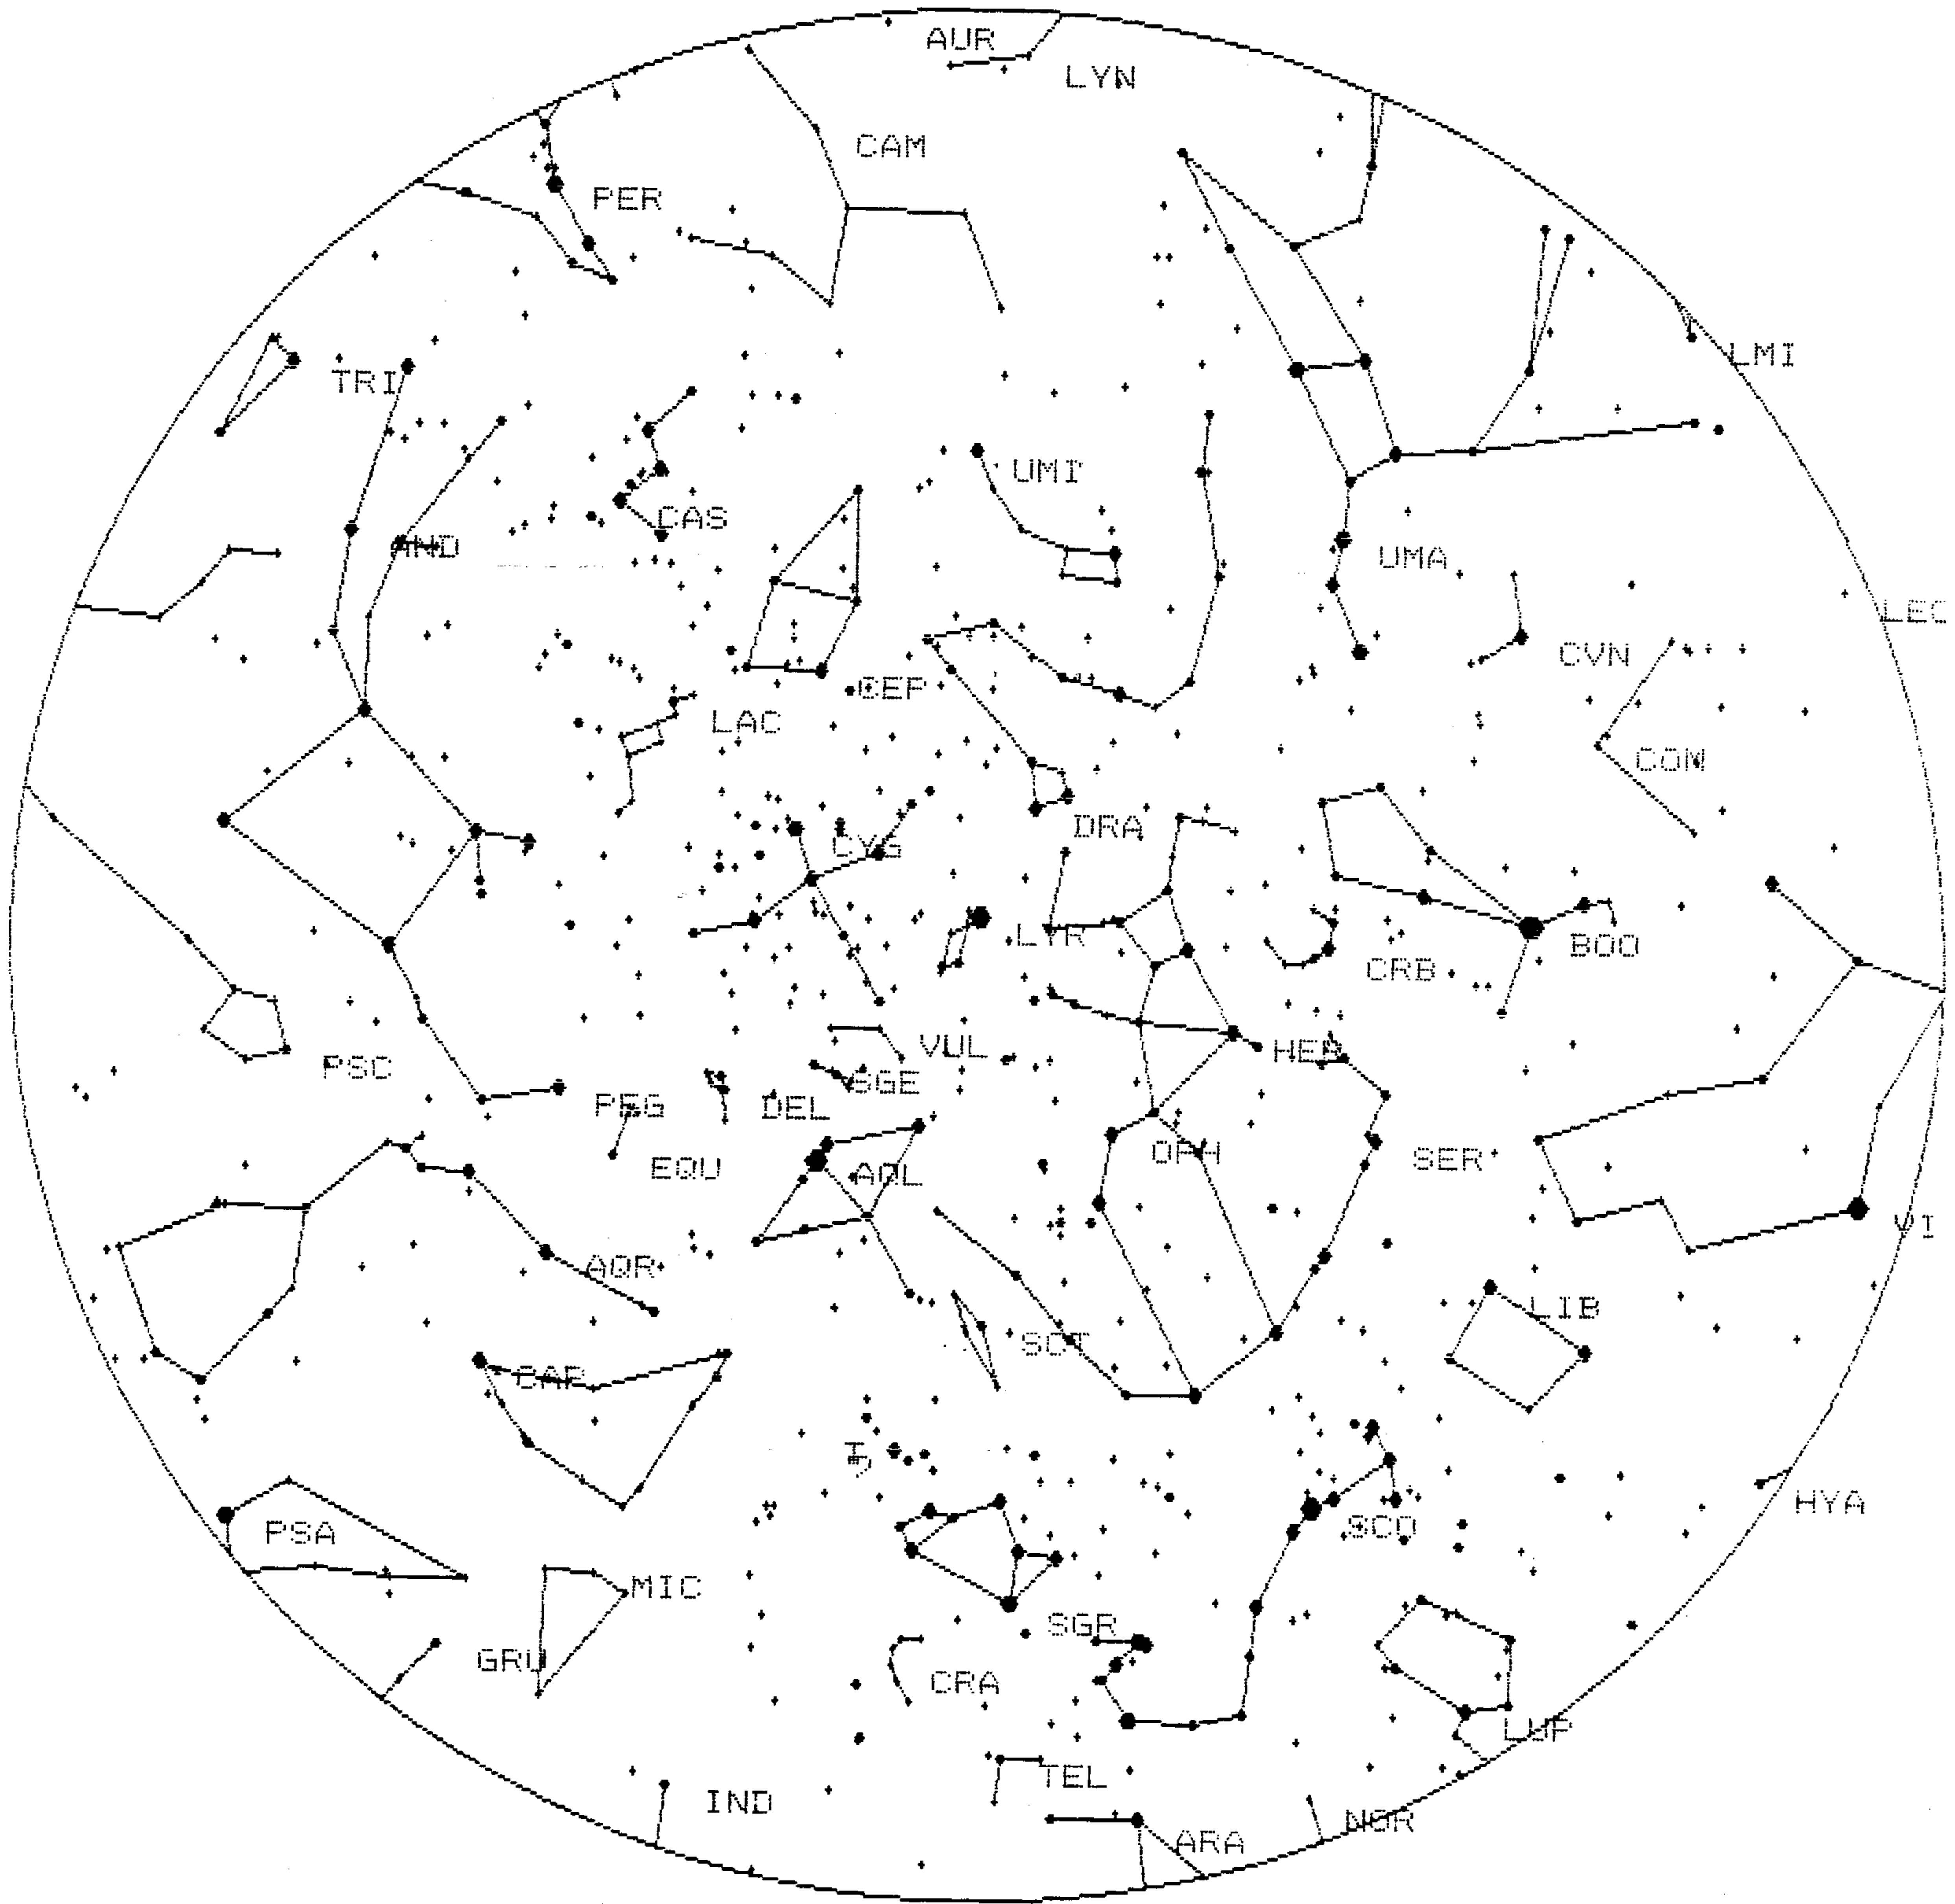 AUR
LYN
CAM
PER
LMI
TRI
UMI
CAS
AND
UMA
LEO
CVN
CEP
LAC
COM
DRA
CYG
LYR
BOO
CRB
VUL
HER
PSC
SGE
PEG
DEL
OPH
SER
EQU
AQL
VI
AQR
LIB
SCT
CAP
HYA
SCO
PSA
MIC
SGR
GRU
CRA
LUP
TEL
IND
NOR
ARA